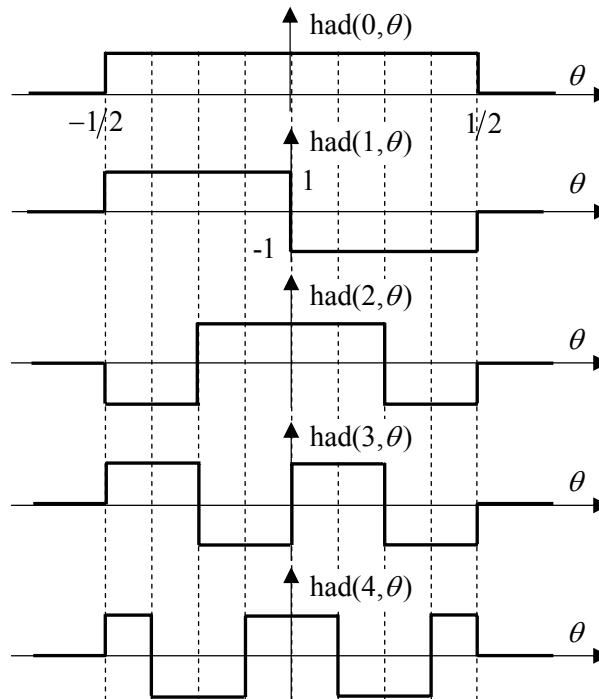 had(0,θ)
θ
−1/2
1/2
had(1,θ)
1
θ
-1
had(2,θ)
θ
had(3,θ)
θ
had(4,θ)
θ